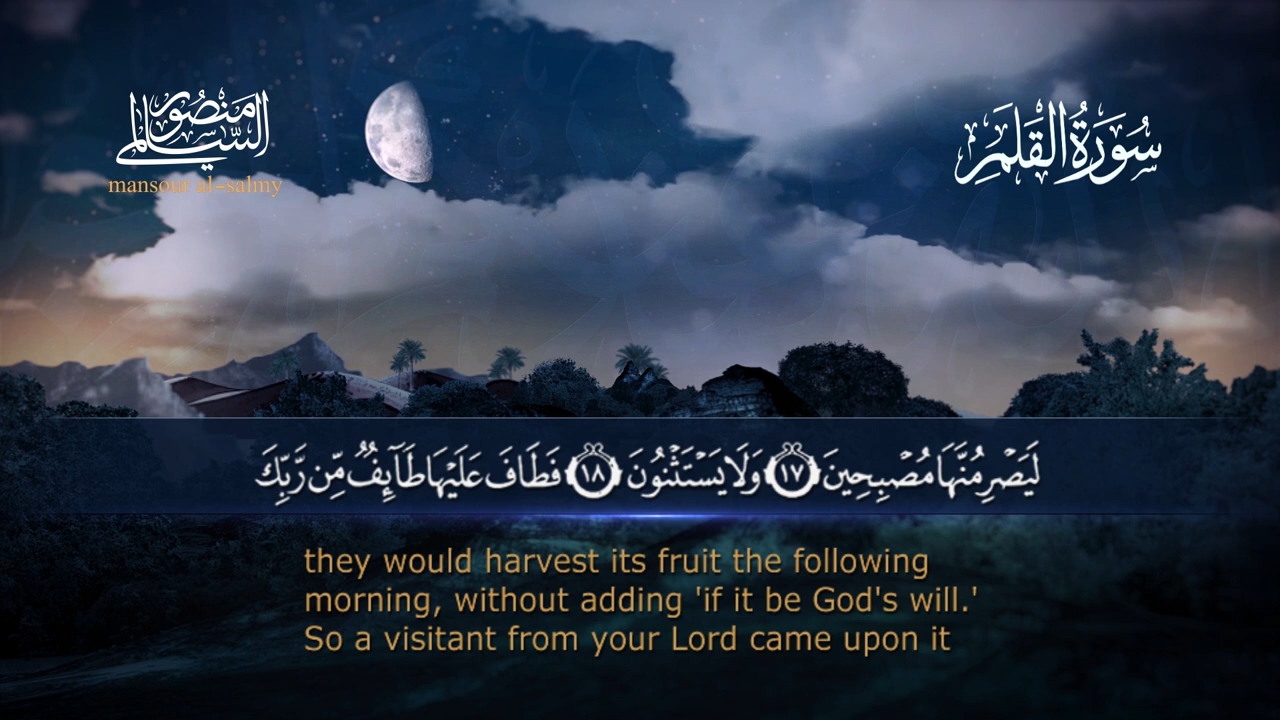 منصور السالمي
mansour al-salmy
سُورَةُ القَلَمِ
لَيَصْرِمُنَّهَا مُصْبِحِينَ ١٧ وَلَا يَسْتَثْنُونَ ١٨ فَطَافَ عَلَيْهَا طَآئِفٌ مِّن رَّبِّكَ
they would harvest its fruit the following
morning, without adding 'if it be God's will.'
So a visitant from your Lord came upon it